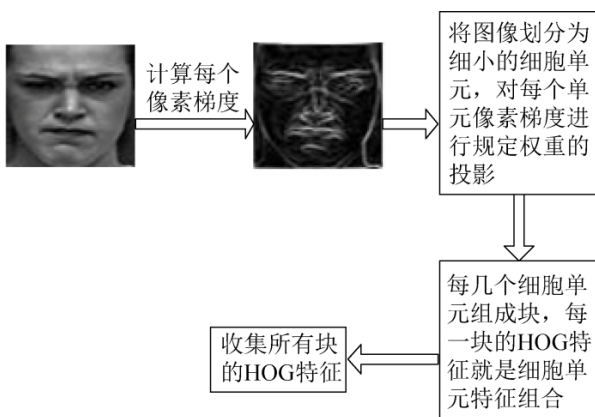 计算每个
像素梯度
将图像划分为
细小的细胞单
元，对每个单
元像素梯度进
行规定权重的
投影
每几个细胞单
元组成块，每
一块的HOG特
征就是细胞单
元特征组合
收集所有块
的HOG特征